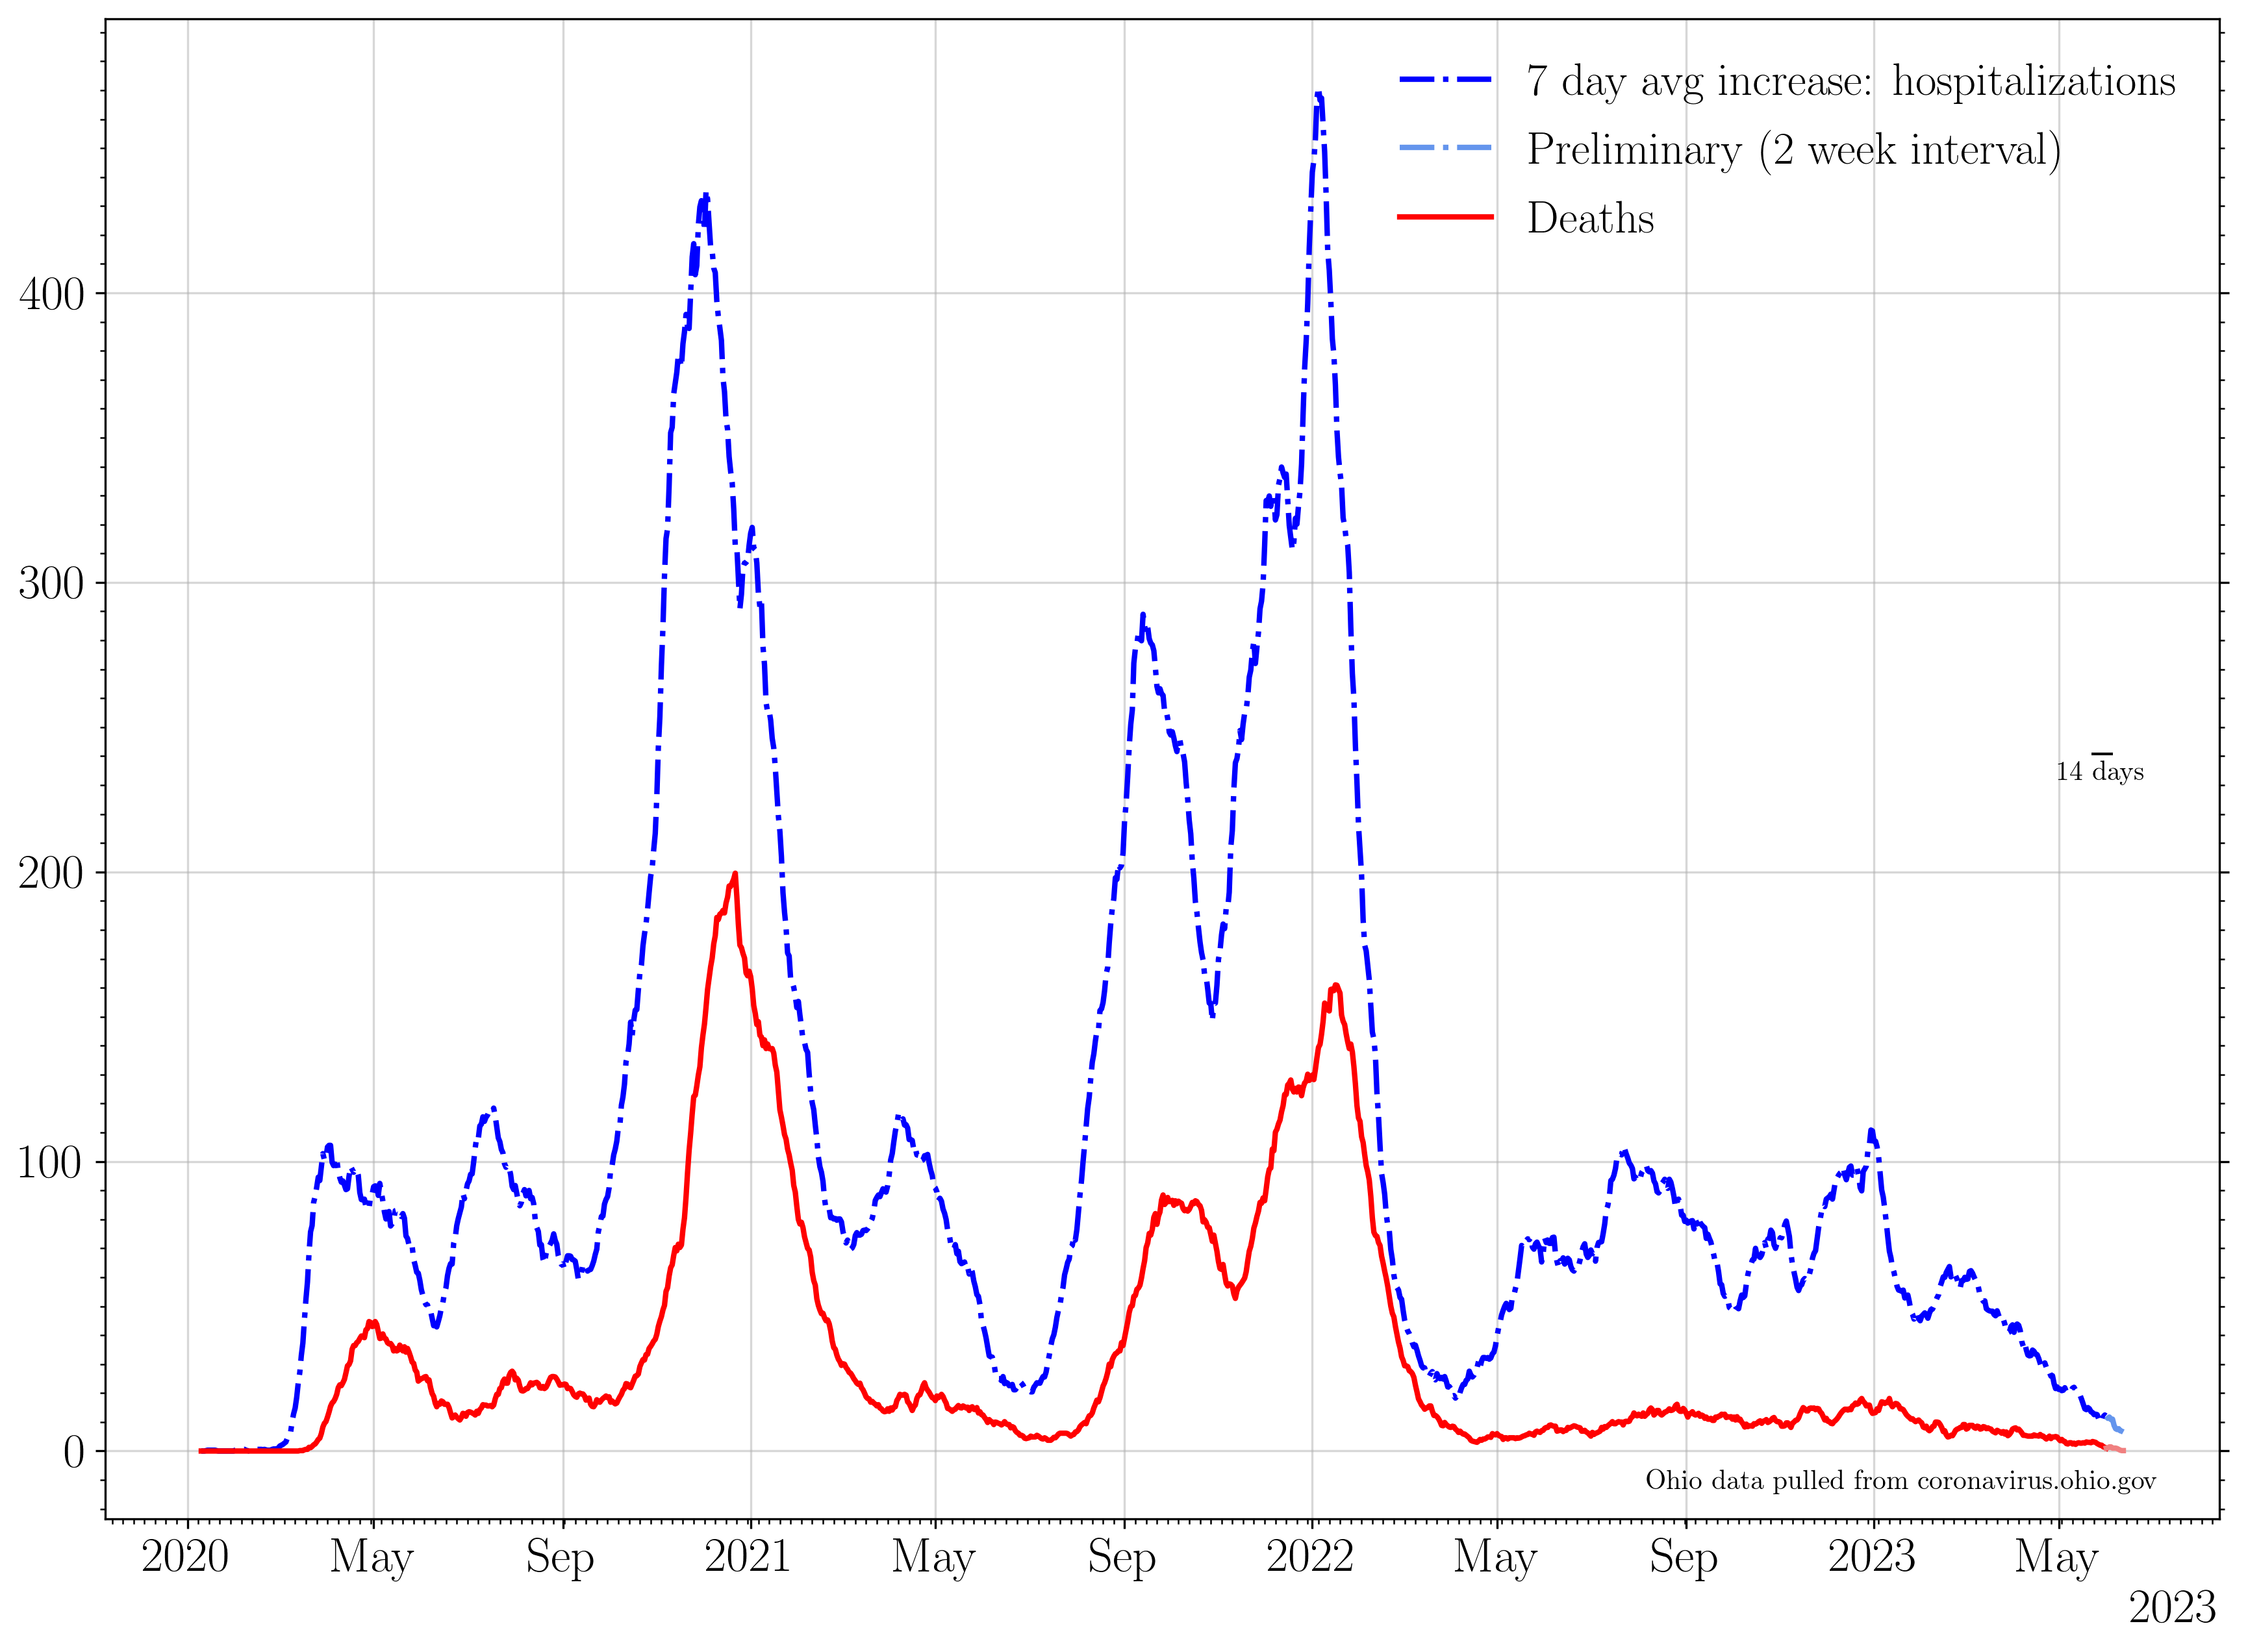 7 day avg increase: hospitalizations
Preliminary (2 week interval)
Deaths
400
300
200
100
0
14 days
Ohio data pulled from coronavirus.ohio.gov
2020 May Sep 2021 May Sep 2022 May Sep 2023 May
2023